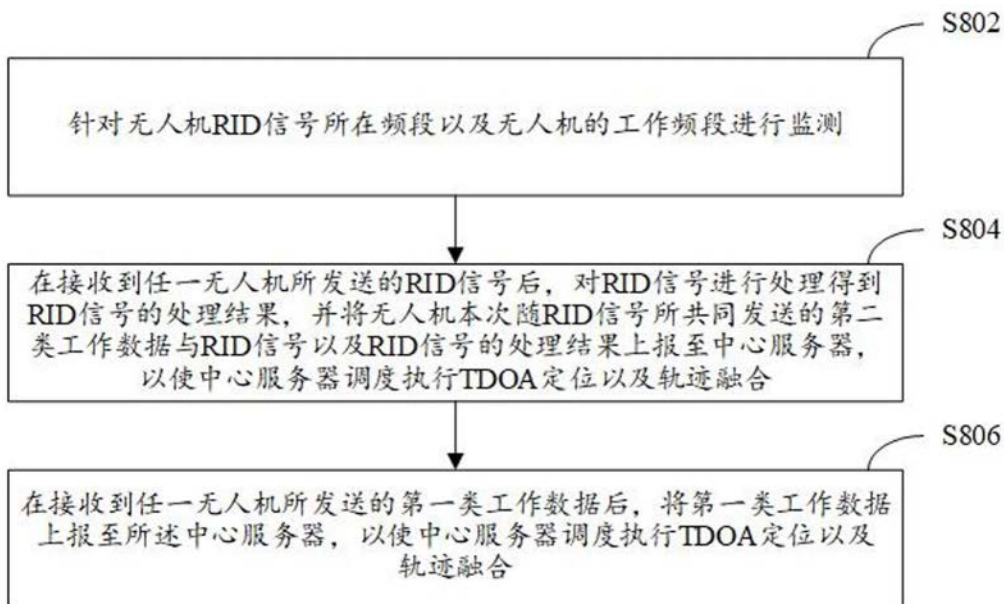 S802
针对无人机RID信号所在频段以及无人机的工作频段进行监测
S804
在接收到任一无人机所发送的RID信号后，对RID信号进行处理得到
RID信号的处理结果，并将无人机本次随RID信号所共同发送的第二
类工作数据与RID信号以及RID信号的处理结果上报至中心服务器，
以使中心服务器调度执行TDOA定位以及轨迹融合
S806
在接收到任一无人机所发送的第一类工作数据后，将第一类工作数据
上报至所述中心服务器，以使中心服务器调度执行TDOA定位以及
轨迹融合